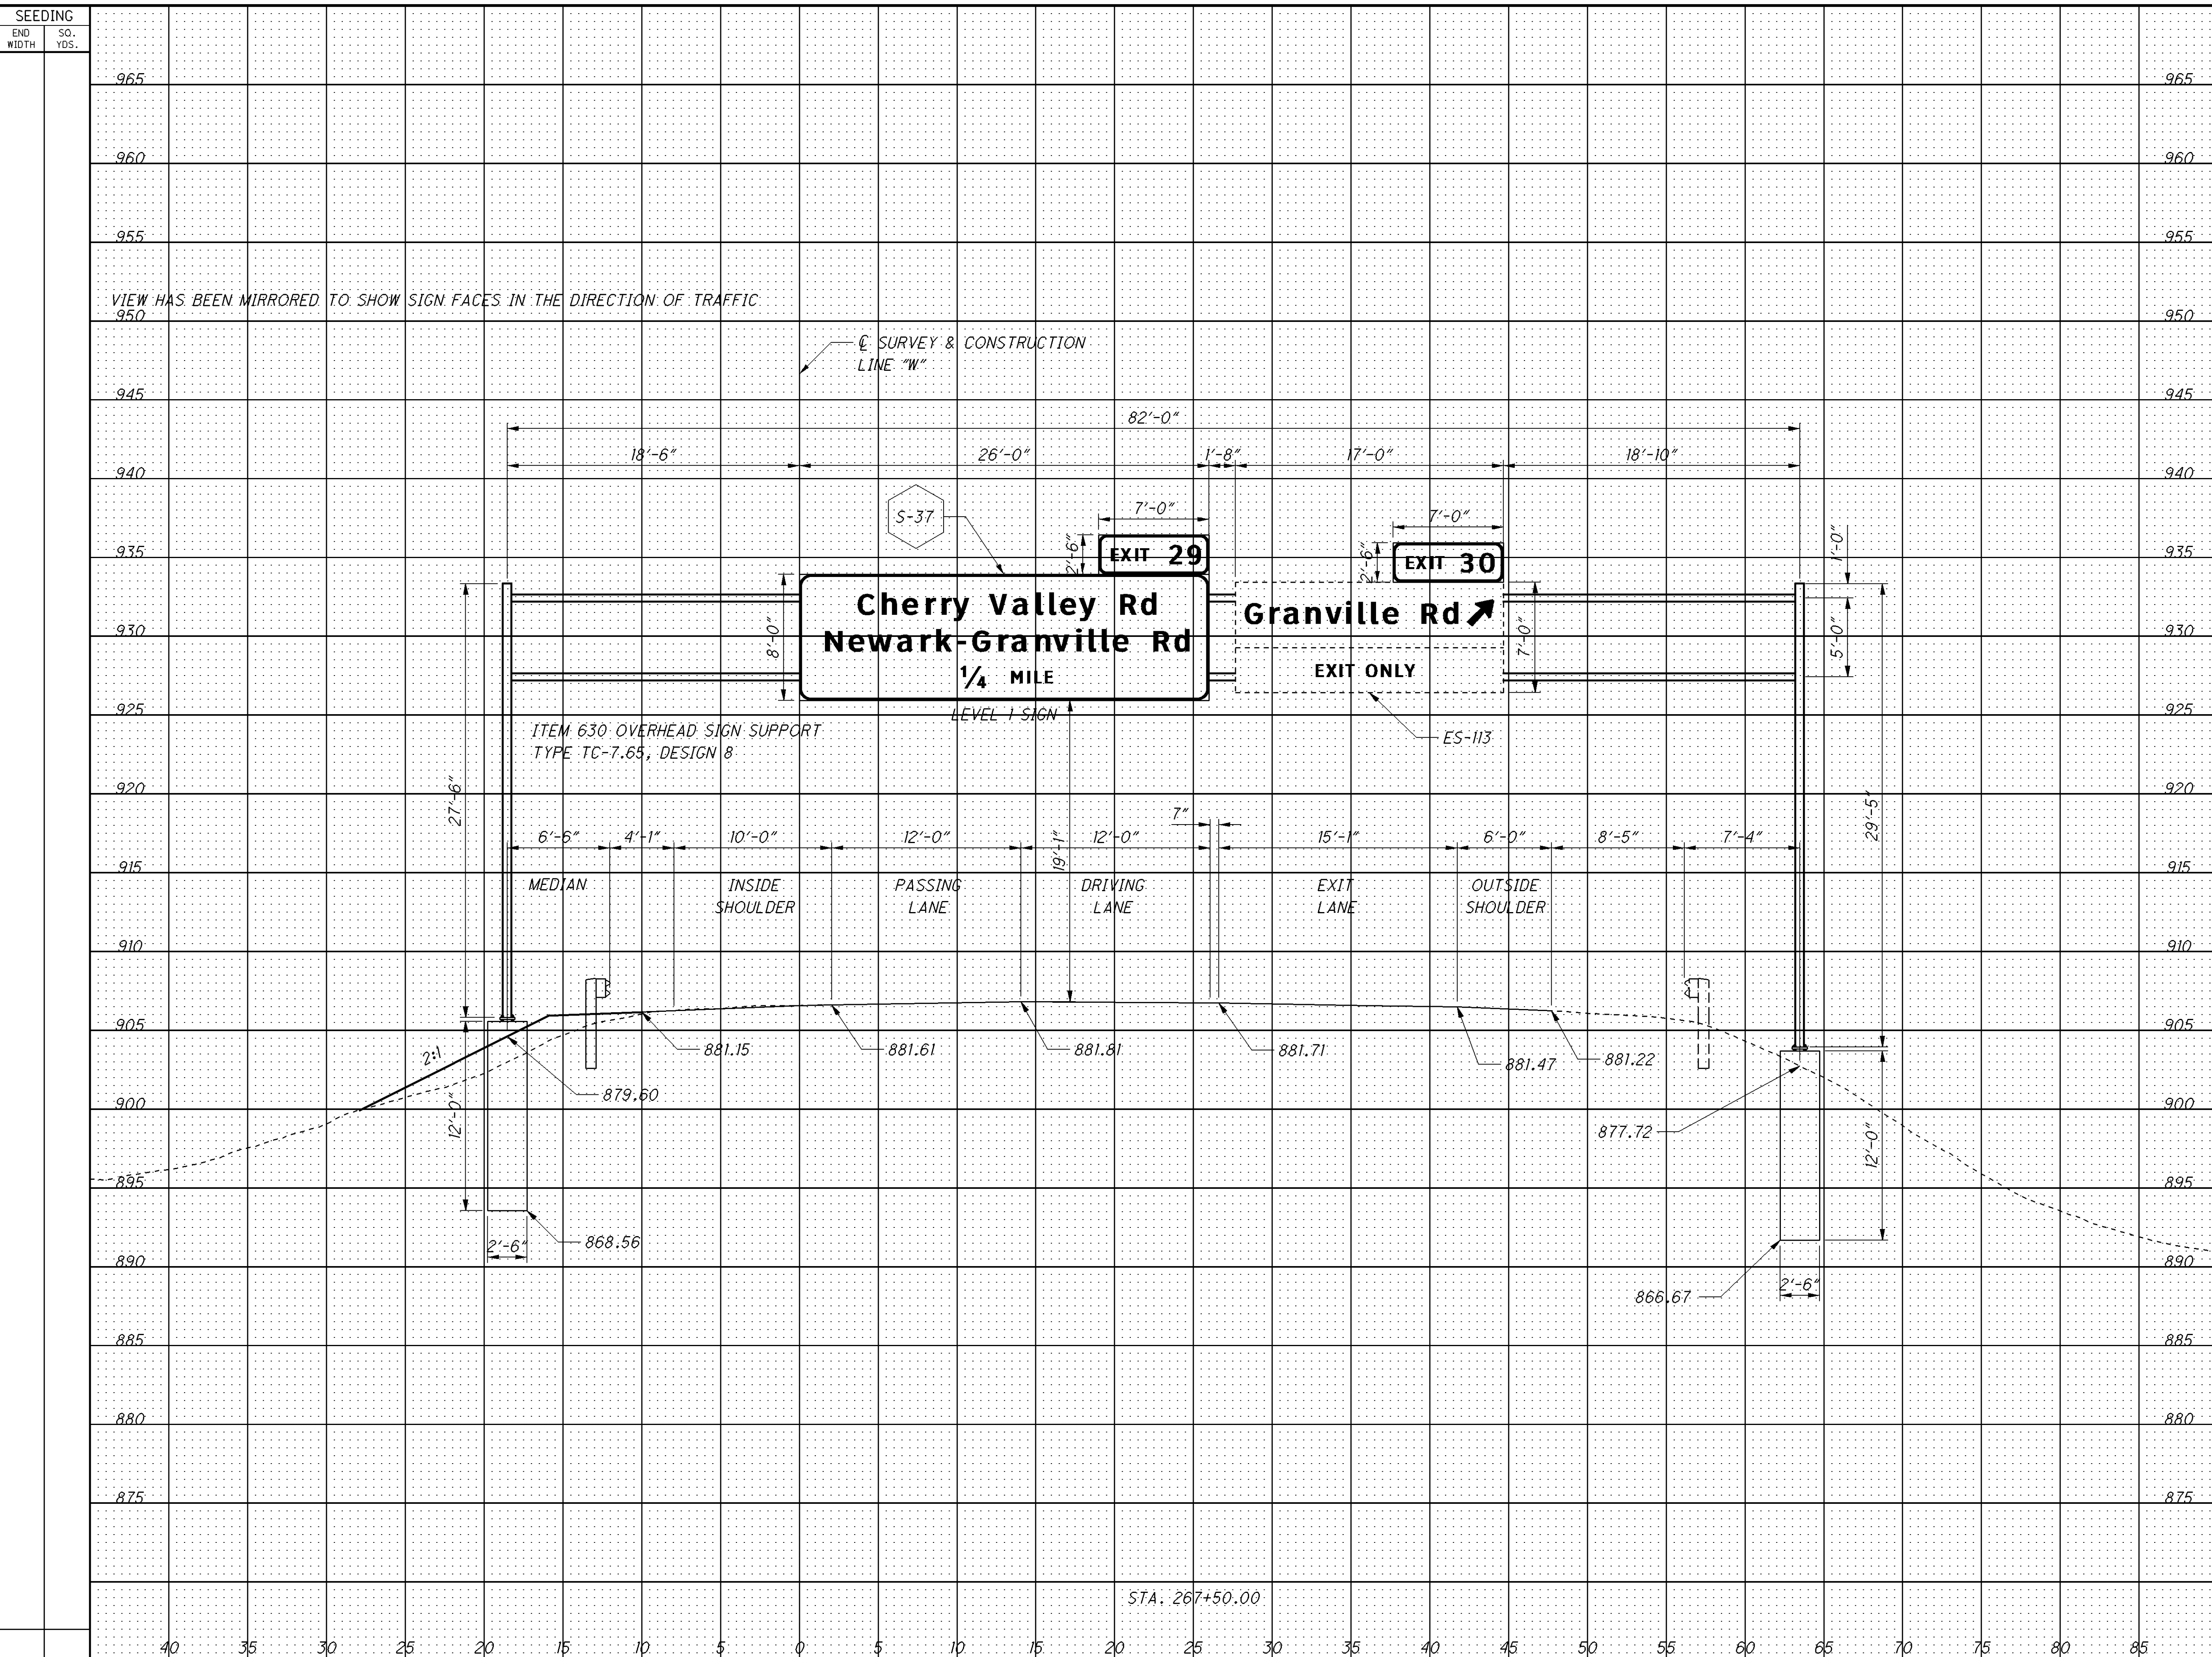 SEEDING
END WIDTH
SQ. YDS.
965 965
960 960
955 955
VIEW HAS BEEN MIRRORED TO SHOW SIGN FACES IN THE DIRECTION OF TRAFFIC
950 950
℄ SURVEY & CONSTRUCTION
LINE "W"
945 945
82'-0"
18'-6" 26'-0" 1'-8" 17'-0" 18'-10"
940 940
S-37
7'-0" 7'-0"
2'-6" EXIT 29 2'-6" EXIT 30 1'-0"
935 935
Cherry Valley Rd
Granville Rd
8'-0" 7'-0" 5'-0"
930 930
Newark-Granville Rd
EXIT ONLY
1/4 MILE
925 925
LEVEL 1 SIGN
ITEM 630 OVERHEAD SIGN SUPPORT
TYPE TC-7.65, DESIGN 8
ES-113
920 920
27'-6" 29'-5"
7"
6'-6" 4'-1" 10'-0" 12'-0" 12'-0" 15'-1" 6'-0" 8'-5" 7'-4"
19'-1"
915 915
MEDIAN
INSIDE
SHOULDER
PASSING
LANE
DRIVING
LANE
EXIT
LANE
OUTSIDE
SHOULDER
910 910
905 905
2:1
881.15 881.61 881.81 881.71 881.47 881.22
879.60
900 900
877.72
12'-0" 12'-0"
895 895
868.56
2'-6"
890 890
2'-6"
866.67
885 885
880 880
875 875
STA. 267+50.00
40 35 30 25 20 15 10 5 0 5 10 15 20 25 30 35 40 45 50 55 60 65 70 75 80 85